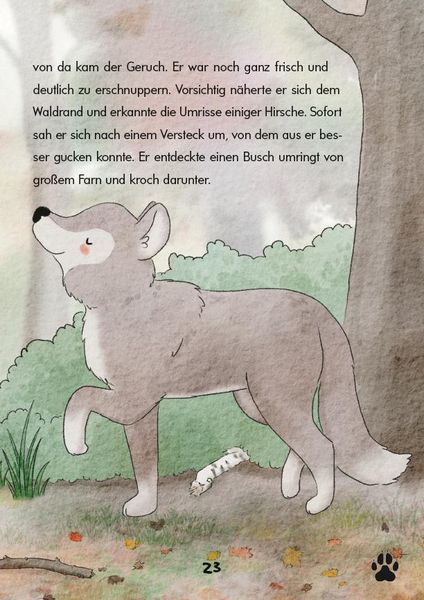 von da kam der Geruch. Er war noch ganz frisch und
deutlich zu erschnuppern. Vorsichtig näherte er sich dem
Waldrand und erkannte die Umrisse einiger Hirsche. Sofort
sah er sich nach einem Versteck um, von dem aus er bes-
ser gucken konnte. Er entdeckte einen Busch umringt von
großem Farn und kroch darunter.
23